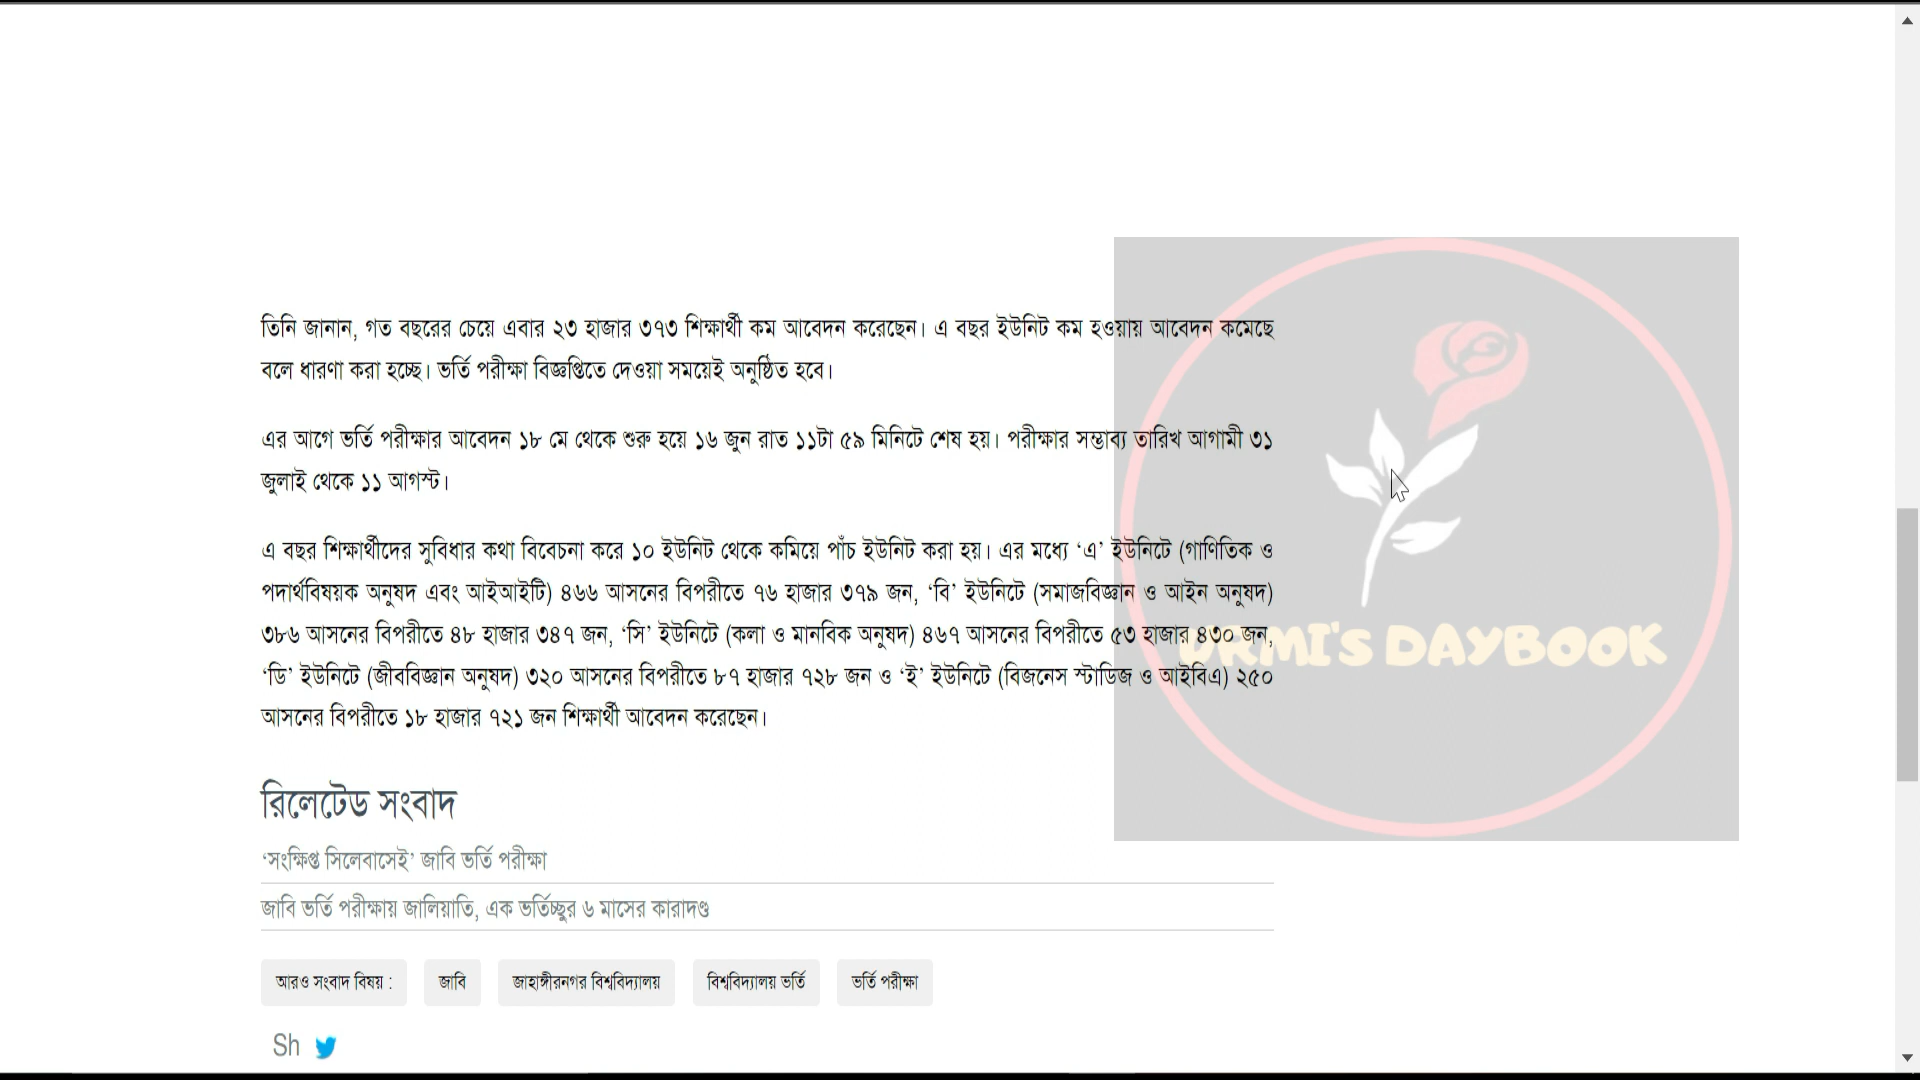 তিনি জানান, গত বছরের চেয়ে এবার ২৩ হাজার ৩৭৩ শিক্ষার্থী কম আবেদন করেছেন। এ বছর ইউনিট কম হওয়ায় আবেদন কমেছে
বলে ধারণা করা হচ্ছে। ভর্তি পরীক্ষা বিজ্ঞপ্তিতে দেওয়া সময়েই অনুষ্ঠিত হবে।
এর আগে ভর্তি পরীক্ষার আবেদন ১৮ মে থেকে শুরু হয়ে ১৬ জুন রাত ১১টা ৫৯ মিনিটে শেষ হয়। পরীক্ষার সম্ভাব্য তারিখ আগামী ৩১
জুলাই থেকে ১১ আগস্ট।
এ বছর শিক্ষার্থীদের সুবিধার কথা বিবেচনা করে ১০ ইউনিট থেকে কমিয়ে পাঁচ ইউনিট করা হয়। এর মধ্যে ‘এ’ ইউনিটে (গাণিতিক ও
পদার্থবিষয়ক অনুষদ এবং আইআইটি) ৪৬৬ আসনের বিপরীতে ৭৬ হাজার ৩৭৯ জন, ‘বি’ ইউনিটে (সমাজবিজ্ঞান ও আইন অনুষদ)
৩৮৬ আসনের বিপরীতে ৪৮ হাজার ৩৪৭ জন, ‘সি’ ইউনিটে (কলা ও মানবিক অনুষদ) ৪৬৭ আসনের বিপরীতে ৫৩ হাজার ৪৩০ জন,
‘ডি’ ইউনিটে (জীববিজ্ঞান অনুষদ) ৩২০ আসনের বিপরীতে ৮৭ হাজার ৭২৮ জন ও ‘ই’ ইউনিটে (বিজনেস স্টাডিজ ও আইবিএ) ২৫০
আসনের বিপরীতে ১৮ হাজার ৭২১ জন শিক্ষার্থী আবেদন করেছেন।
URMI's DAYBOOK
রিলেটেড সংবাদ
‘সংক্ষিপ্ত সিলেবাসেই’ জাবি ভর্তি পরীক্ষা
জাবি ভর্তি পরীক্ষায় জালিয়াতি, এক ভর্তিচ্ছুর ৬ মাসের কারাদণ্ড
আরও সংবাদ বিষয় : জাবি জাহাঙ্গীরনগর বিশ্ববিদ্যালয় বিশ্ববিদ্যালয় ভর্তি ভর্তি পরীক্ষা
Sh